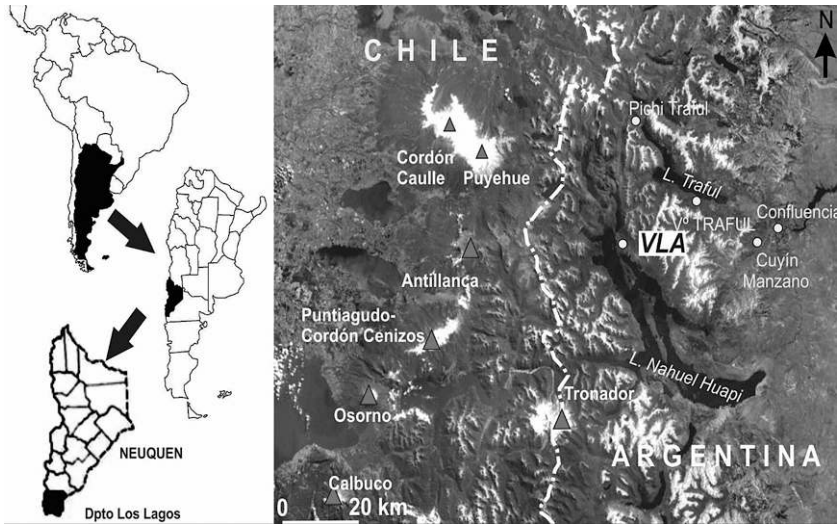 NEUQUEN
Dpto Los Lagos
CHILE
N
Pichi Traful
Cordón
Caulle
Puyehue
L. Traful
Confluencia
Vº TRAFUL
VLA
Cuyín
Manzano
Antillanca
Puntiagudo-
Cordón Cenizos
L. Nahuel Huapi
Tronador
Osorno
ARGENTINA
Calbuco
0 20 km